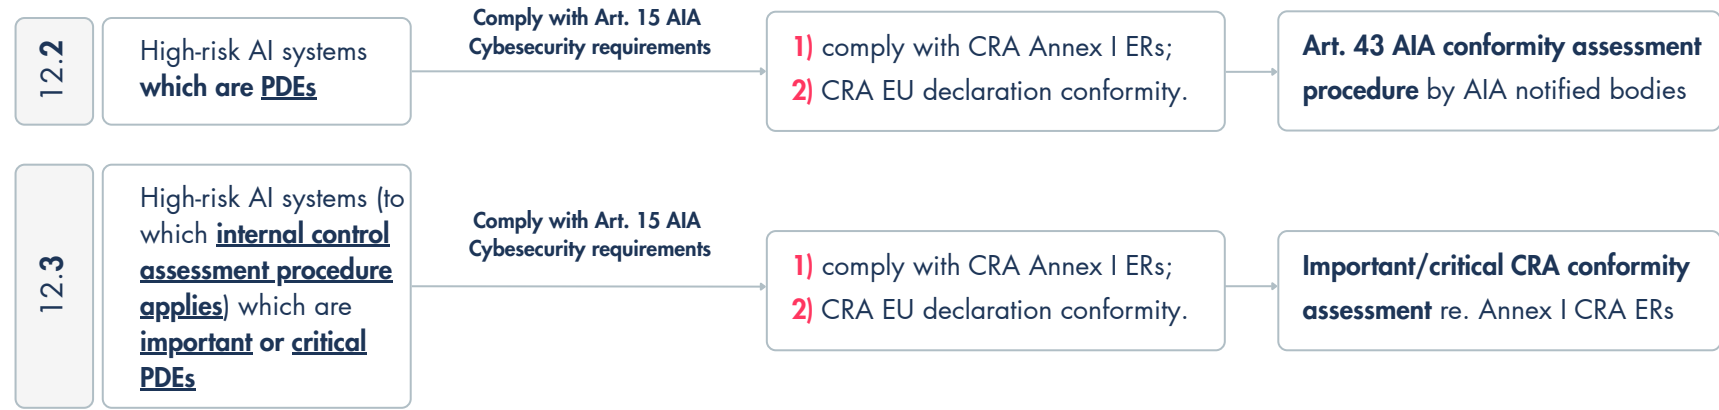 12.2
High-risk AI systems
which are PDEs
Comply with Art. 15 AIA
Cybesecurity requirements
1) comply with CRA Annex I ERs;
2) CRA EU declaration conformity.
Art. 43 AIA conformity assessment
procedure by AIA notified bodies
12.3
High-risk AI systems (to
which internal control
assessment procedure
applies) which are
important or critical
PDEs
Comply with Art. 15 AIA
Cybesecurity requirements
1) comply with CRA Annex I ERs;
2) CRA EU declaration conformity.
Important/critical CRA conformity
assessment re. Annex I CRA ERs